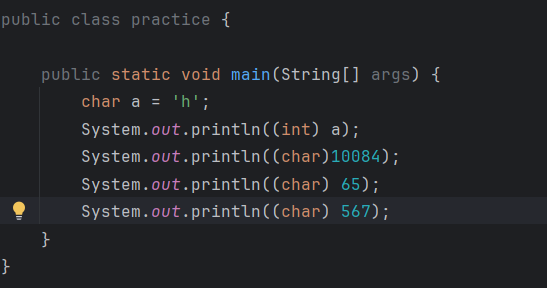 public class practice {
public static void main(String[] args) {
char a = 'h';
System.out.println((int) a);
System.out.println((char)10084);
System.out.println((char) 65);
System.out.println((char) 567);
}
}